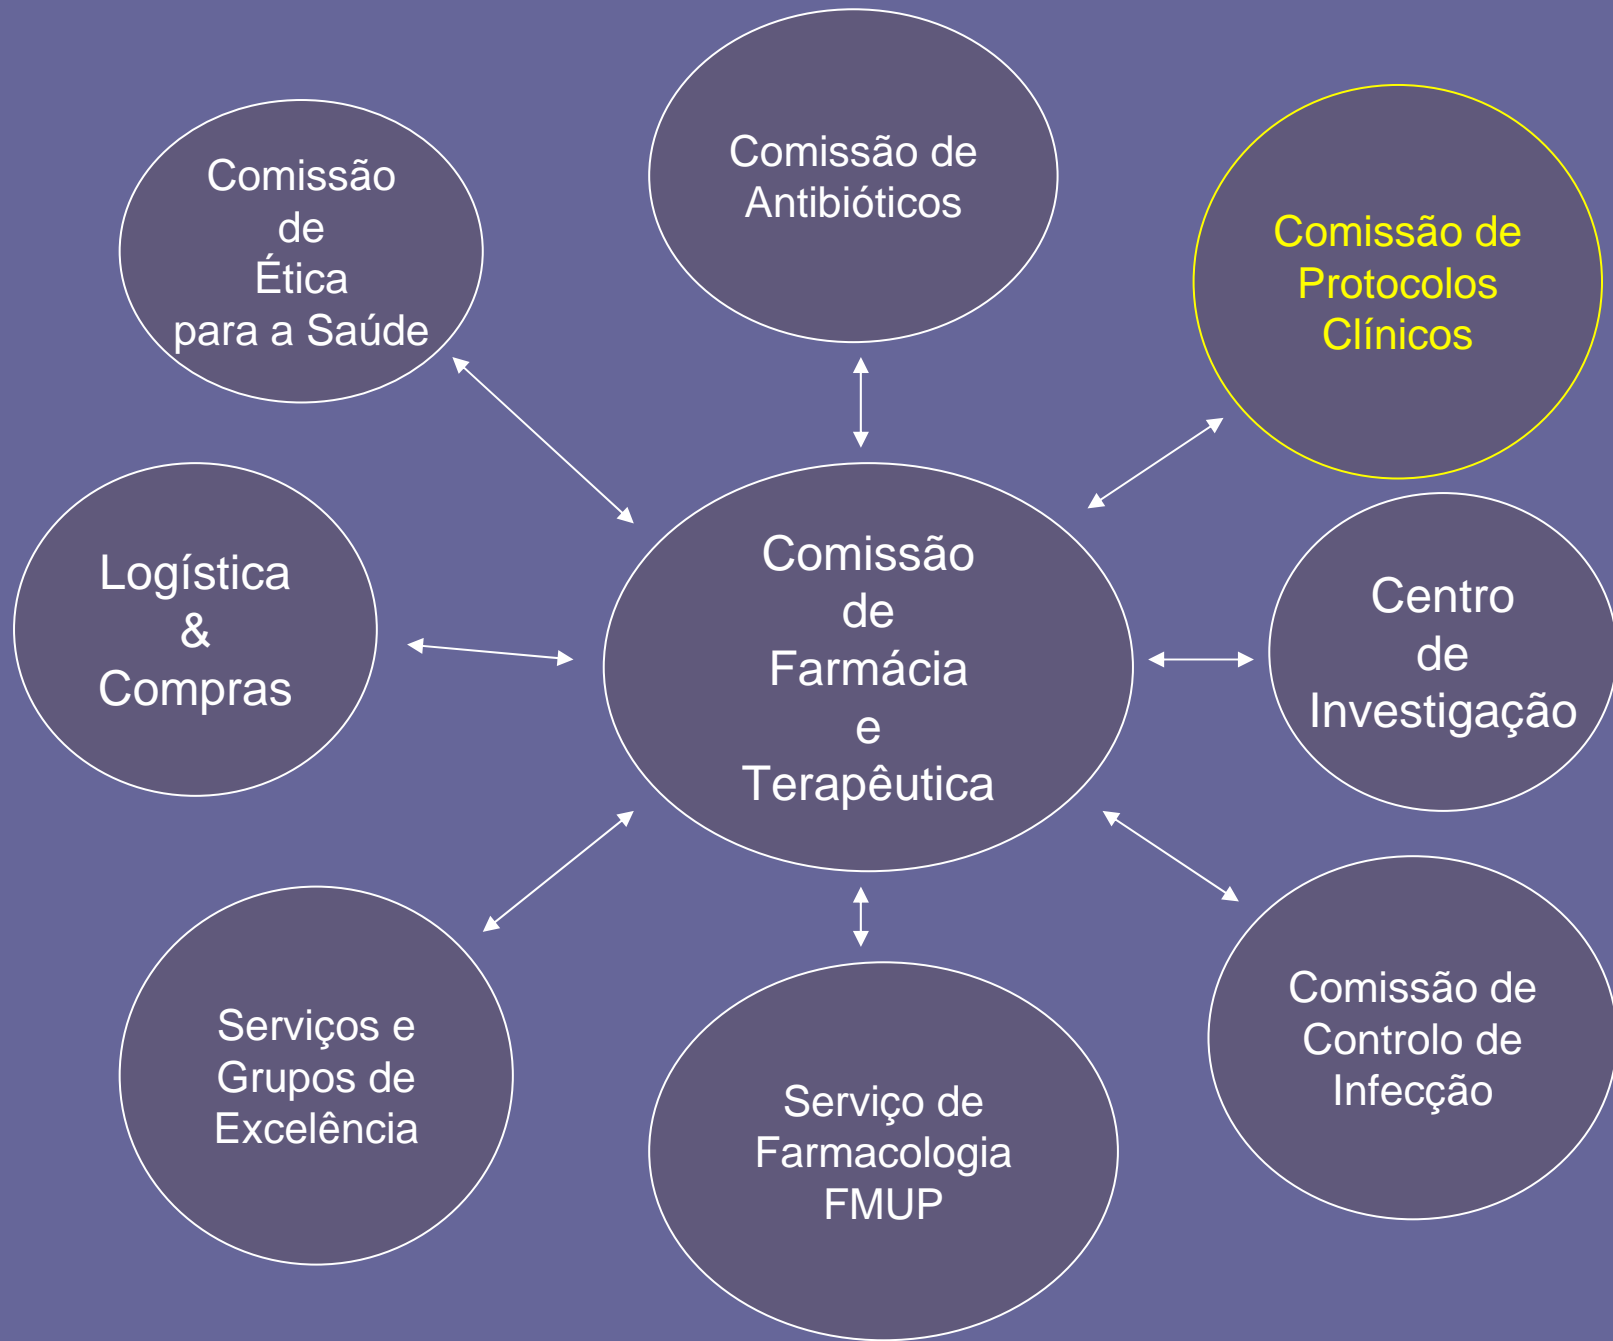 Comissão
de
Ética
para a Saúde
Comissão de
Antibióticos
Comissão de
Protocolos
Clínicos
Logística
&
Compras
Comissão
de
Farmácia
e
Terapêutica
Centro
de
Investigação
Serviços e
Grupos de
Excelência
Serviço de
Farmacologia
FMUP
Comissão de
Controlo de
Infecção